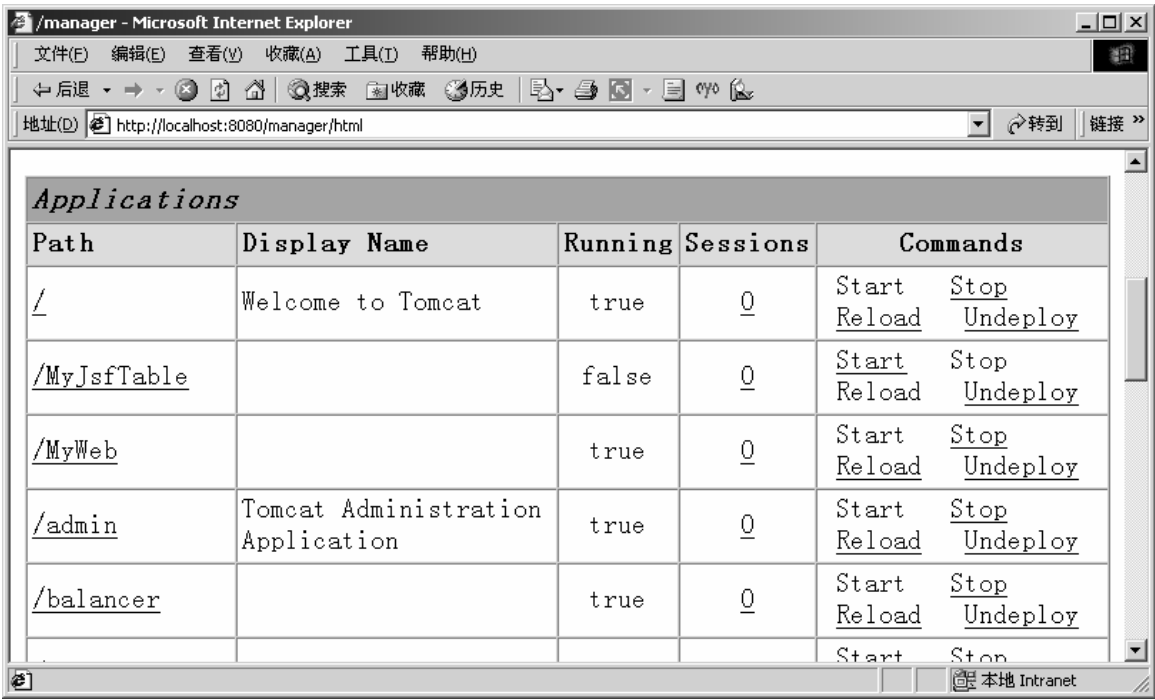 /manager - Microsoft Internet Explorer
文件(F) 编辑(E) 查看(V) 收藏(A) 工具(T) 帮助(H)
后退 搜索 收藏 历史
地址(D) http://localhost:8080/manager/html 转到 链接 »
Applications
Path Display Name Running Sessions Commands
/ Welcome to Tomcat true 0 Start Stop
Reload Undeploy
/MyJsfTable false 0 Start Stop
Reload Undeploy
/MyWeb true 0 Start Stop
Reload Undeploy
/admin Tomcat Administration Application true 0 Start Stop
Reload Undeploy
/balancer true 0 Start Stop
Reload Undeploy
Start Stop
本地 Intranet